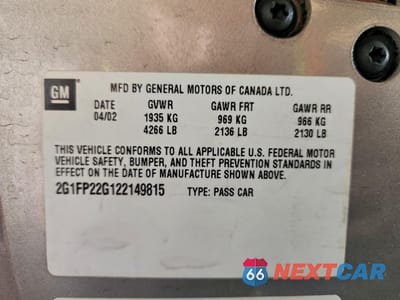 GM
MFD BY GENERAL MOTORS OF CANADA LTD.
DATE GVWR GAWR FRT GAWR RR
04/02 1935 KG 969 KG 966 KG
4266 LB 2136 LB 2130 LB
THIS VEHICLE CONFORMS TO ALL APPLICABLE U.S. FEDERAL MOTOR
VEHICLE SAFETY, BUMPER, AND THEFT PREVENTION STANDARDS IN
EFFECT ON THE DATE OF MANUFACTURE SHOWN ABOVE.
2G1FP22G122149815 TYPE: PASS CAR
66 NEXTCAR